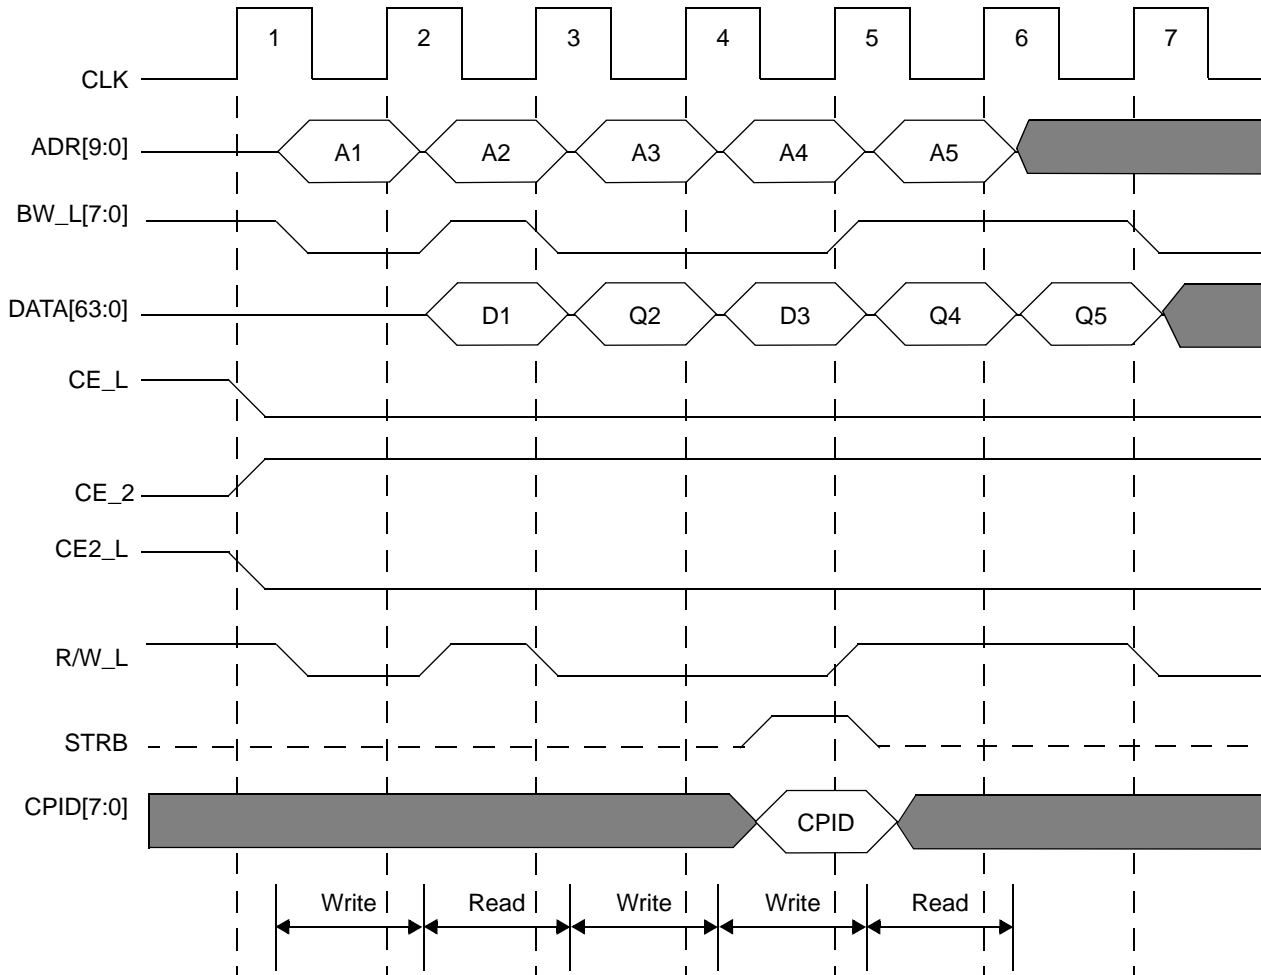 1 2 3 4 5 6 7
CLK
ADR[9:0] A1 A2 A3 A4 A5
BW_L[7:0]
DATA[63:0] D1 Q2 D3 Q4 Q5
CE_L
CE_2
CE2_L
R/W_L
STRB
CPID[7:0] CPID
Write Read Write Write Read